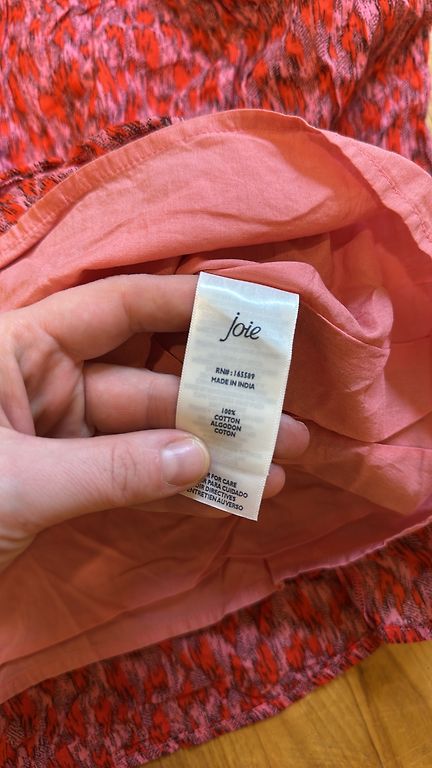 joie
RN#: 165589
MADE IN INDIA
100%
COTTON
ALGODON
COTON
FOR CARE
PARA CUIDADO
DIRECTIVES
ENTRETIEN AU VERSO